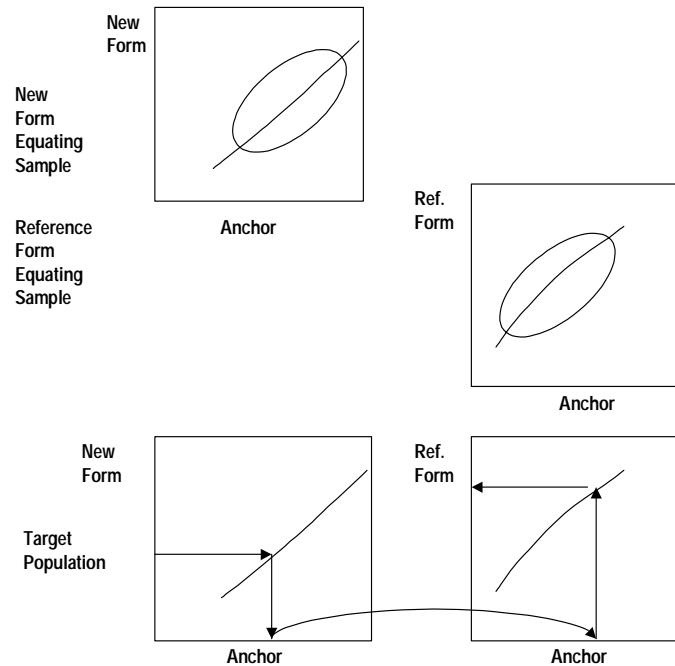 New
Form
New
Form
Equating
Sample
Anchor
Ref.
Form
Reference
Form
Equating
Sample
Anchor
New
Form
Ref.
Form
Target
Population
Anchor
Anchor